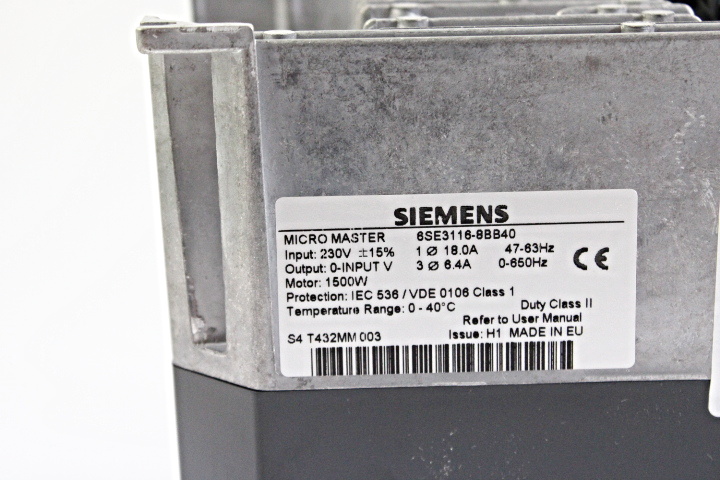 SIEMENS
MICRO MASTER 6SE3116-8BB40
Input: 230V ±15% 1 Ø 18.0A 47-63Hz
Output: 0-INPUT V 3 Ø 6.4A 0-650Hz
Motor: 1500W
Protection: IEC 536 / VDE 0106 Class 1
Temperature Range: 0 - 40°C Duty Class II
Refer to User Manual
S4 T432MM 003 Issue: H1 MADE IN EU
CE